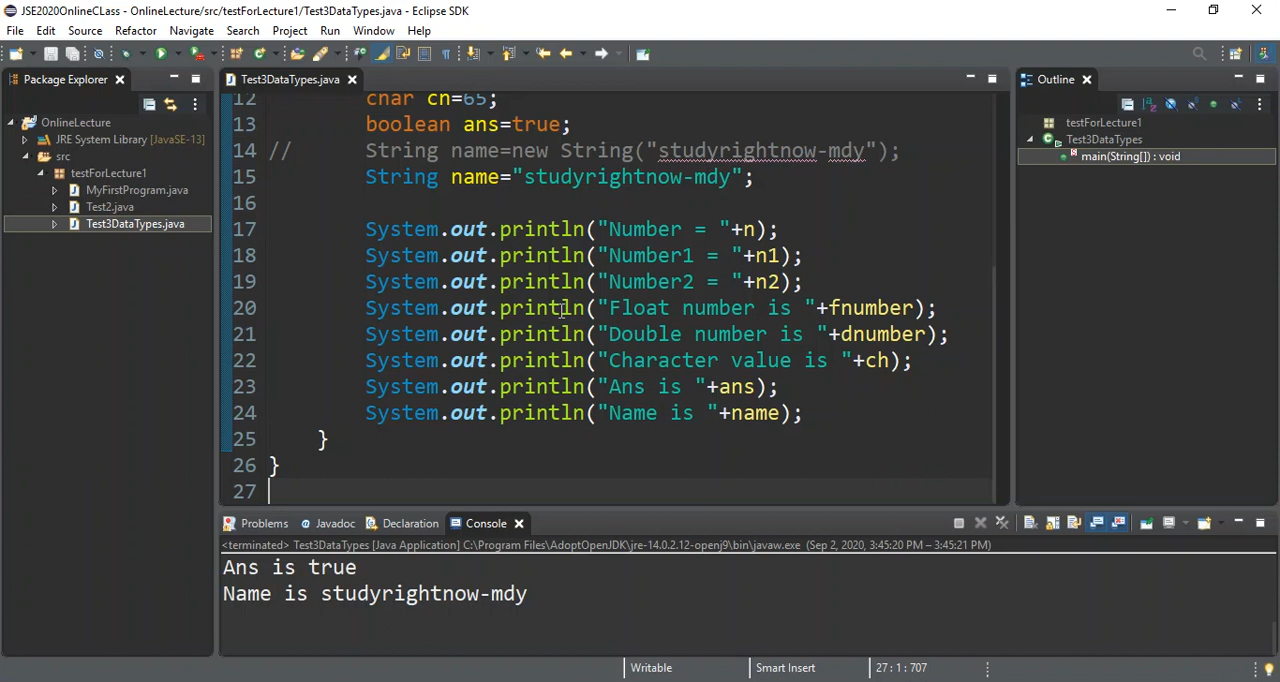 JSE2020OnlineCLass - OnlineLecture/src/testForLecture1/Test3DataTypes.java - Eclipse SDK
File Edit Source Refactor Navigate Search Project Run Window Help
Package Explorer
Test3DataTypes.java
Outline
OnlineLecture
JRE System Library [JavaSE-13]
src
testForLecture1
MyFirstProgram.java
Test2.java
Test3DataTypes.java
12 char ch=65;
13 boolean ans=true;
14 // String name=new String("studyrightnow-mdy");
15 String name="studyrightnow-mdy";
16
17 System.out.println("Number = "+n);
18 System.out.println("Number1 = "+n1);
19 System.out.println("Number2 = "+n2);
20 System.out.println("Float number is "+fnumber);
21 System.out.println("Double number is "+dnumber);
22 System.out.println("Character value is "+ch);
23 System.out.println("Ans is "+ans);
24 System.out.println("Name is "+name);
25 }
26 }
27
testForLecture1
Test3DataTypes
main(String[]) : void
Problems Javadoc Declaration Console
<terminated> Test3DataTypes [Java Application] C:\Program Files\AdoptOpenJDK\jre-14.0.2.12-openj9\bin\javaw.exe (Sep 2, 2020, 3:45:20 PM – 3:45:21 PM)
Ans is true
Name is studyrightnow-mdy
Writable Smart Insert 27 : 1 : 707